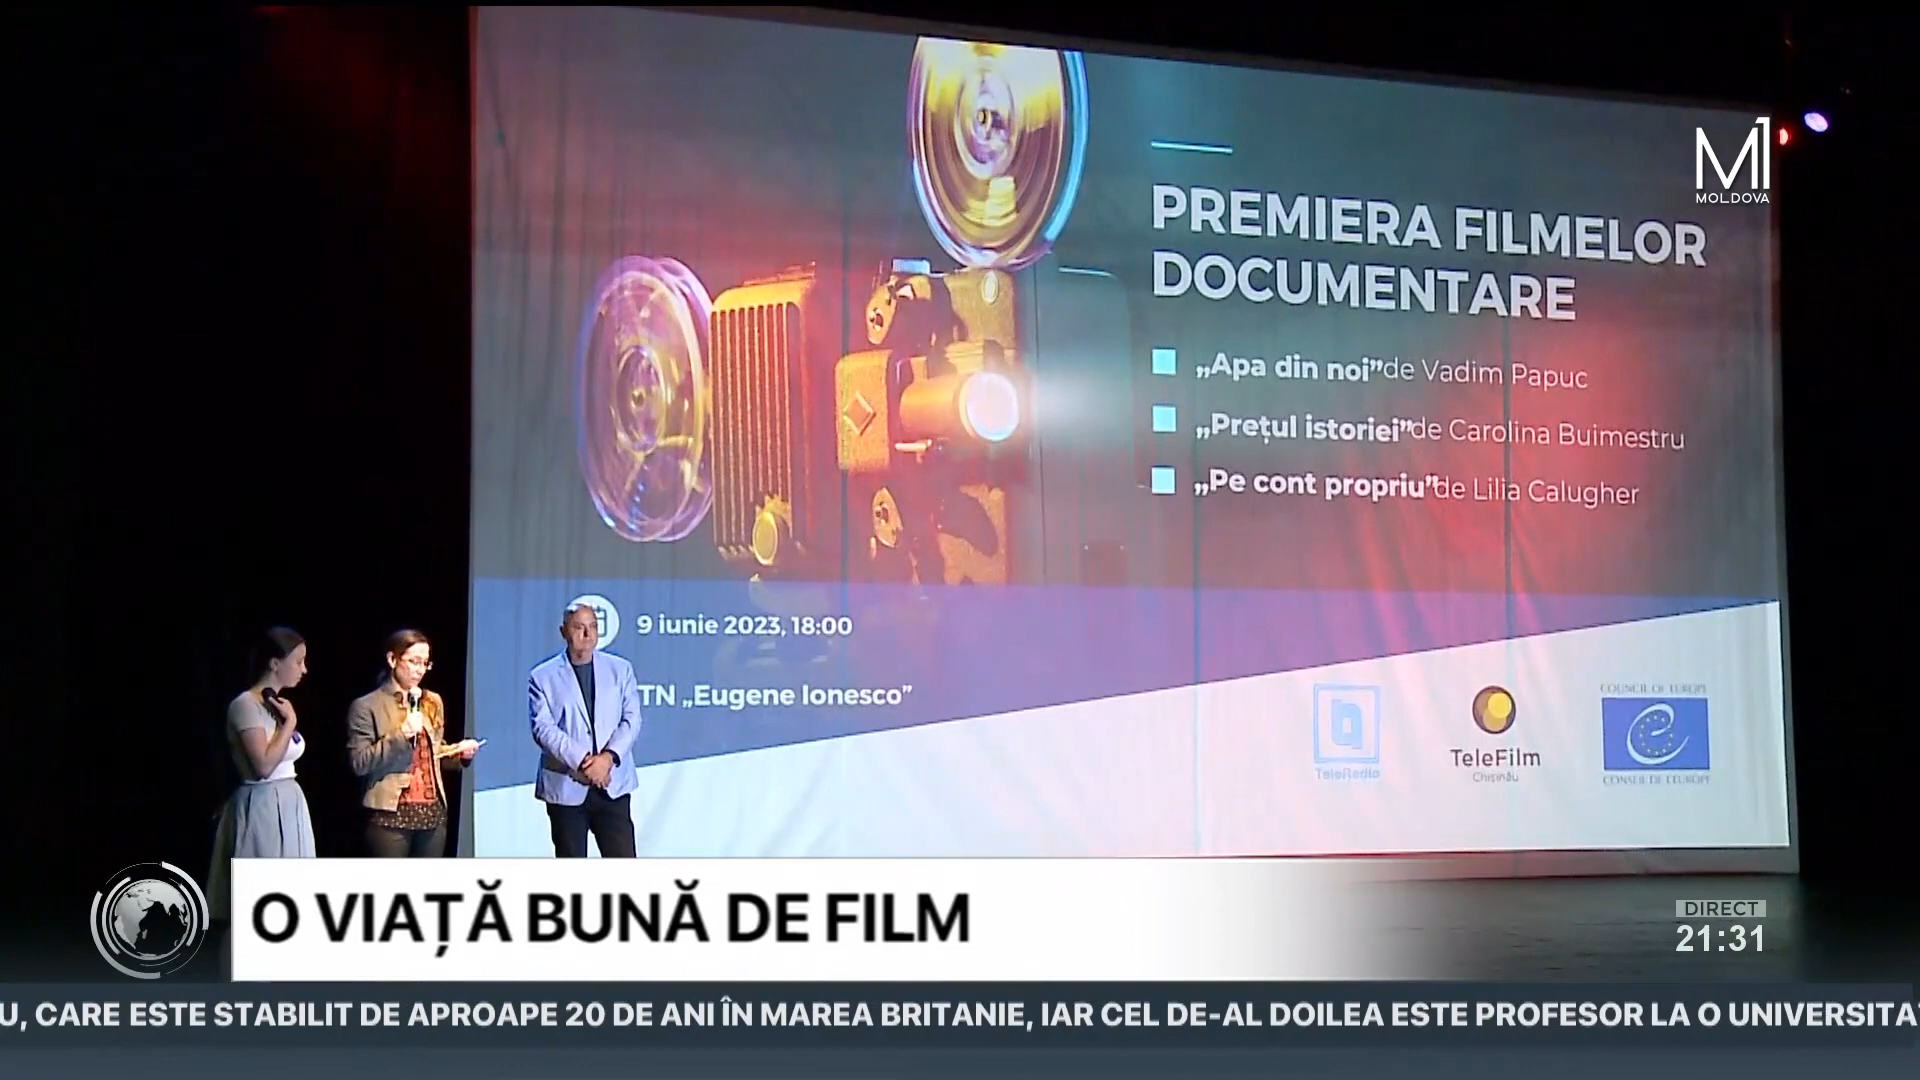 M1
MOLDOVA
PREMIERA FILMELOR
DOCUMENTARE
„Apa din noi” de Vadim Papuc
„Prețul istoriei” de Carolina Buimestru
„Pe cont propriu” de Lilia Calugher
9 iunie 2023, 18:00
TN „Eugene Ionesco”
TeleRadio
TeleFilm
Chișinău
COUNCIL OF EUROPE
CONSEIL DE L'EUROPE
O VIAȚĂ BUNĂ DE FILM
DIRECT
21:31
U, CARE ESTE STABILIT DE APROAPE 20 DE ANI ÎN MAREA BRITANIE, IAR CEL DE-AL DOILEA ESTE PROFESOR LA O UNIVERSITA